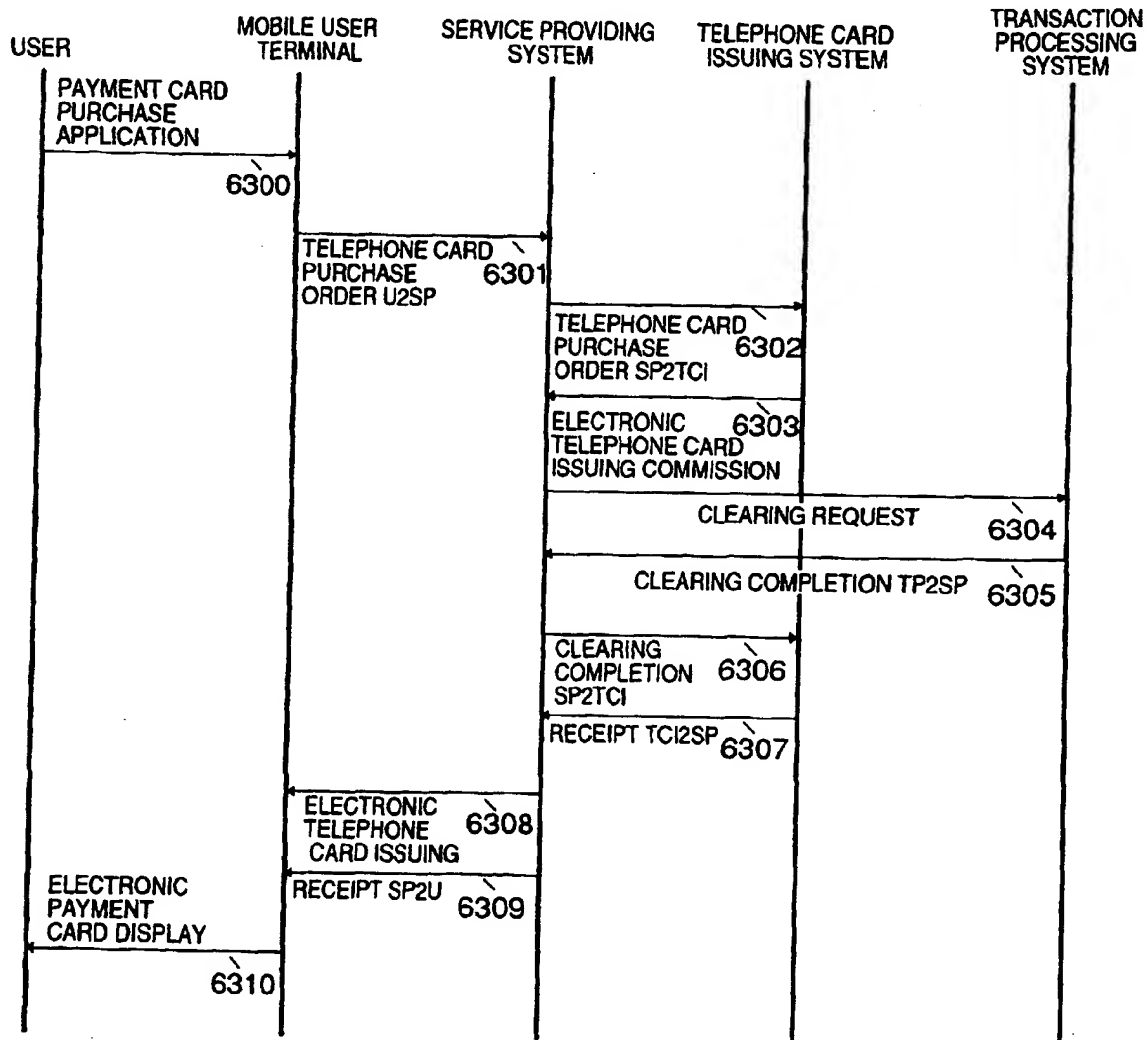 USER
MOBILE USER
TERMINAL
SERVICE PROVIDING
SYSTEM
TELEPHONE CARD
ISSUING SYSTEM
TRANSACTION
PROCESSING
SYSTEM
PAYMENT CARD
PURCHASE
APPLICATION
6300
TELEPHONE CARD
PURCHASE
ORDER U2SP
6301
TELEPHONE CARD
PURCHASE
ORDER SP2TCI
6302
ELECTRONIC
TELEPHONE CARD
ISSUING COMMISSION
6303
CLEARING REQUEST
6304
CLEARING COMPLETION TP2SP
6305
CLEARING
COMPLETION
SP2TCI
6306
RECEIPT TCI2SP
6307
ELECTRONIC
TELEPHONE
CARD ISSUING
6308
RECEIPT SP2U
6309
ELECTRONIC
PAYMENT
CARD DISPLAY
6310